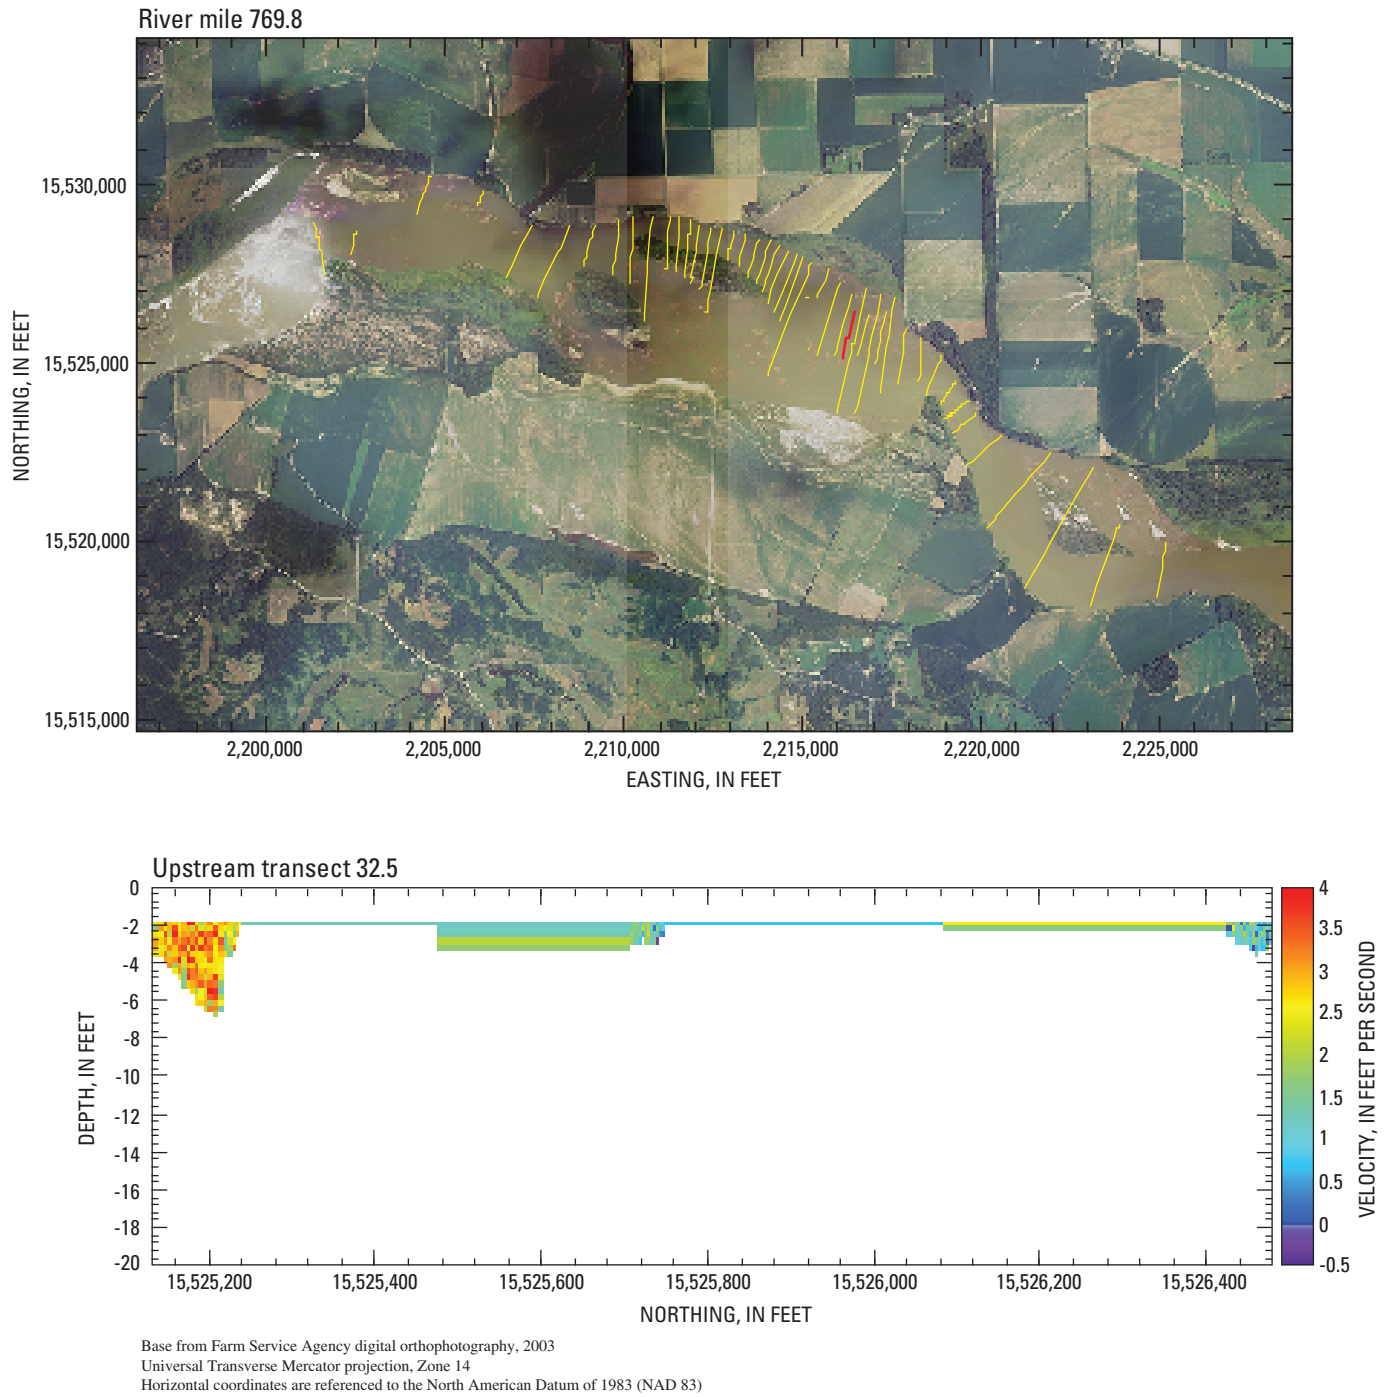 River mile 769.8
15,530,000
15,525,000
15,520,000
15,515,000
NORTHING, IN FEET
2,200,000 2,205,000 2,210,000 2,215,000 2,220,000 2,225,000
EASTING, IN FEET
Upstream transect 32.5
0
-2
-4
-6
-8
-10
-12
-14
-16
-18
-20
DEPTH, IN FEET
15,525,200 15,525,400 15,525,600 15,525,800 15,526,000 15,526,200 15,526,400
NORTHING, IN FEET
4
3.5
3
2.5
2
1.5
1
0.5
0
-0.5
VELOCITY, IN FEET PER SECOND
Base from Farm Service Agency digital orthophotography, 2003
Universal Transverse Mercator projection, Zone 14
Horizontal coordinates are referenced to the North American Datum of 1983 (NAD 83)